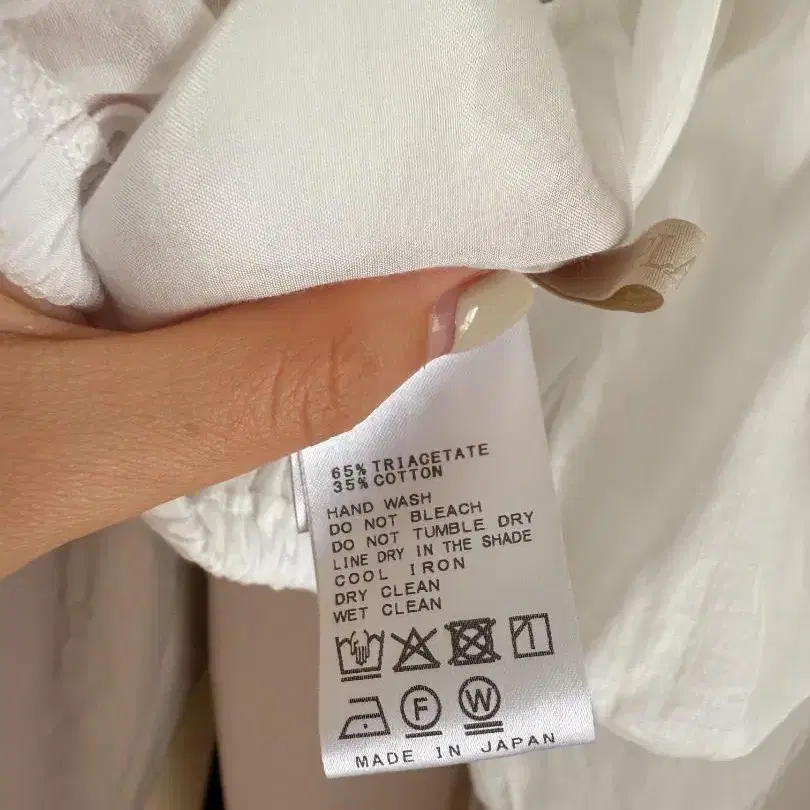 65% TRIACETATE
35% COTTON
HAND WASH
DO NOT BLEACH
DO NOT TUMBLE DRY
LINE DRY IN THE SHADE
COOL IRON
DRY CLEAN
WET CLEAN
F W
MADE IN JAPAN